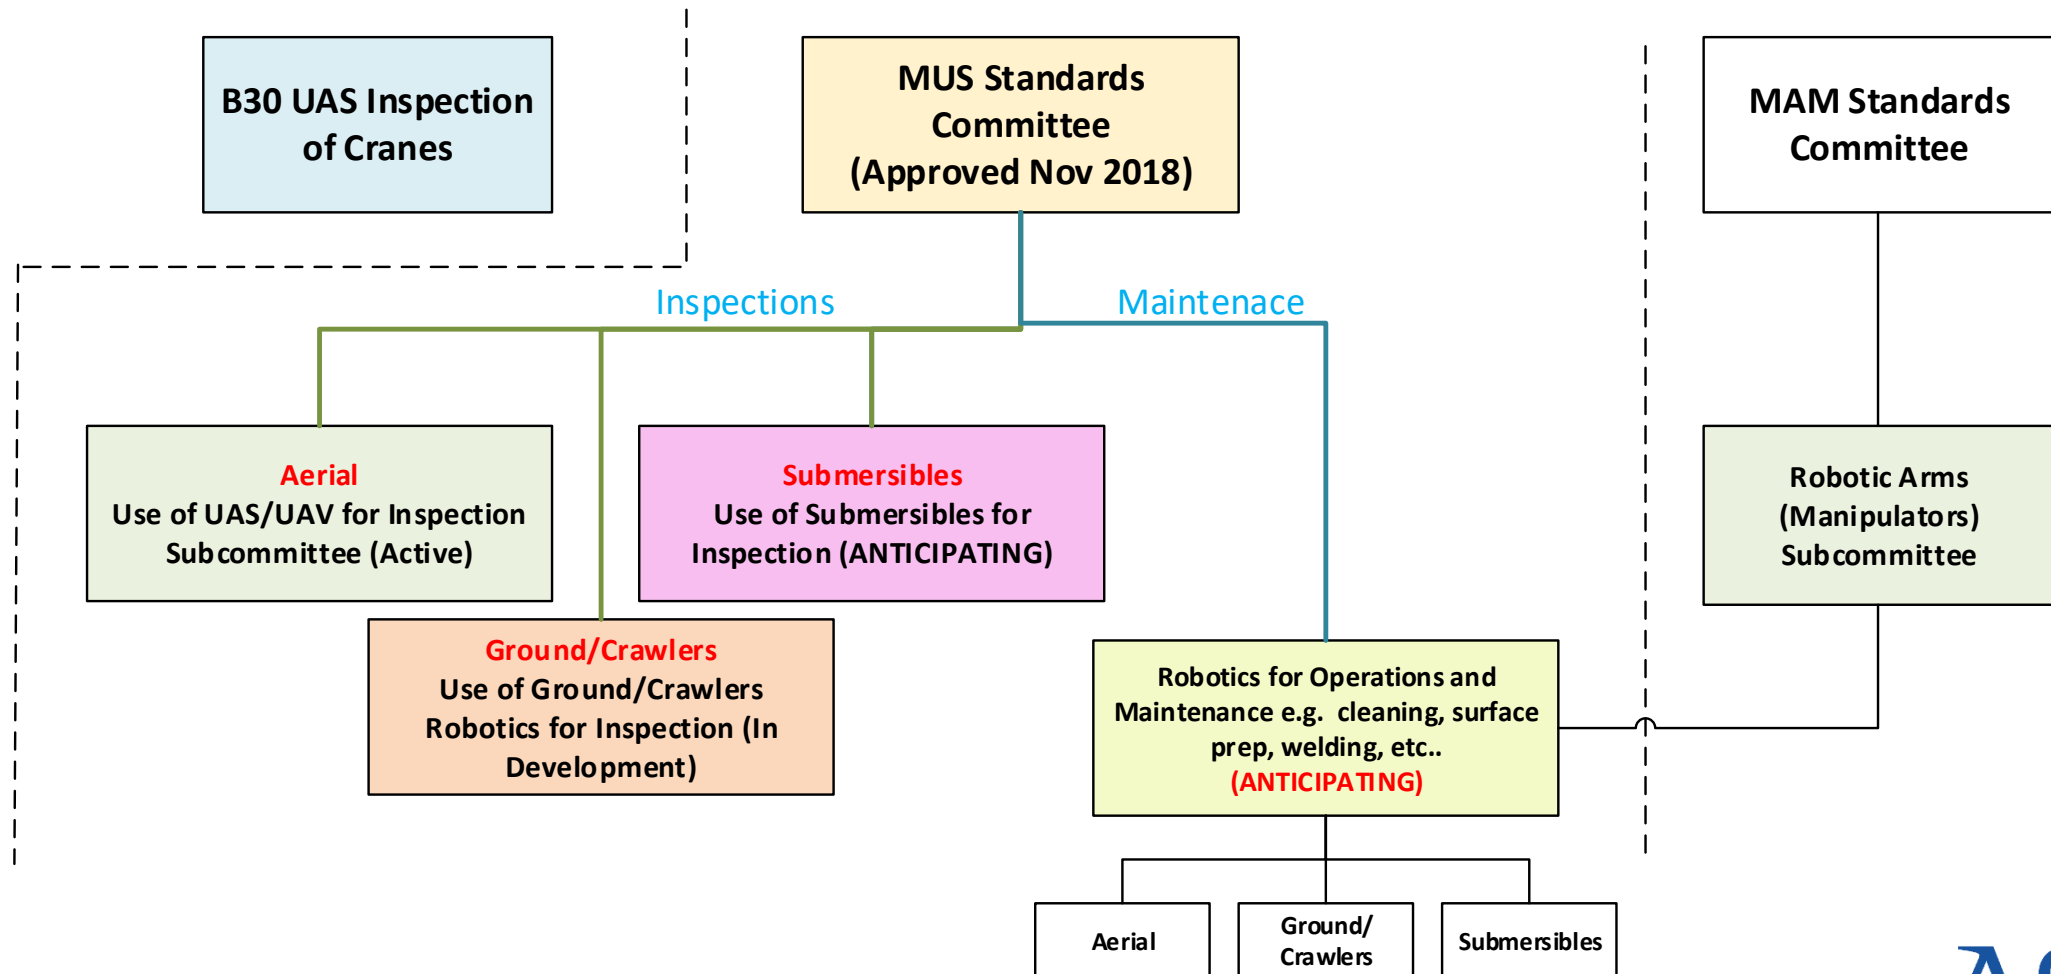 B30 UAS Inspection
of Cranes
MUS Standards
Committee
(Approved Nov 2018)
MAM Standards
Committee
Inspections
Maintenace
Aerial
Use of UAS/UAV for Inspection
Subcommittee (Active)
Submersibles
Use of Submersibles for
Inspection (ANTICIPATING)
Robotic Arms
(Manipulators)
Subcommittee
Ground/Crawlers
Use of Ground/Crawlers
Robotics for Inspection (In
Development)
Robotics for Operations and
Maintenance e.g. cleaning, surface
prep, welding, etc..
(ANTICIPATING)
Aerial
Ground/
Crawlers
Submersibles